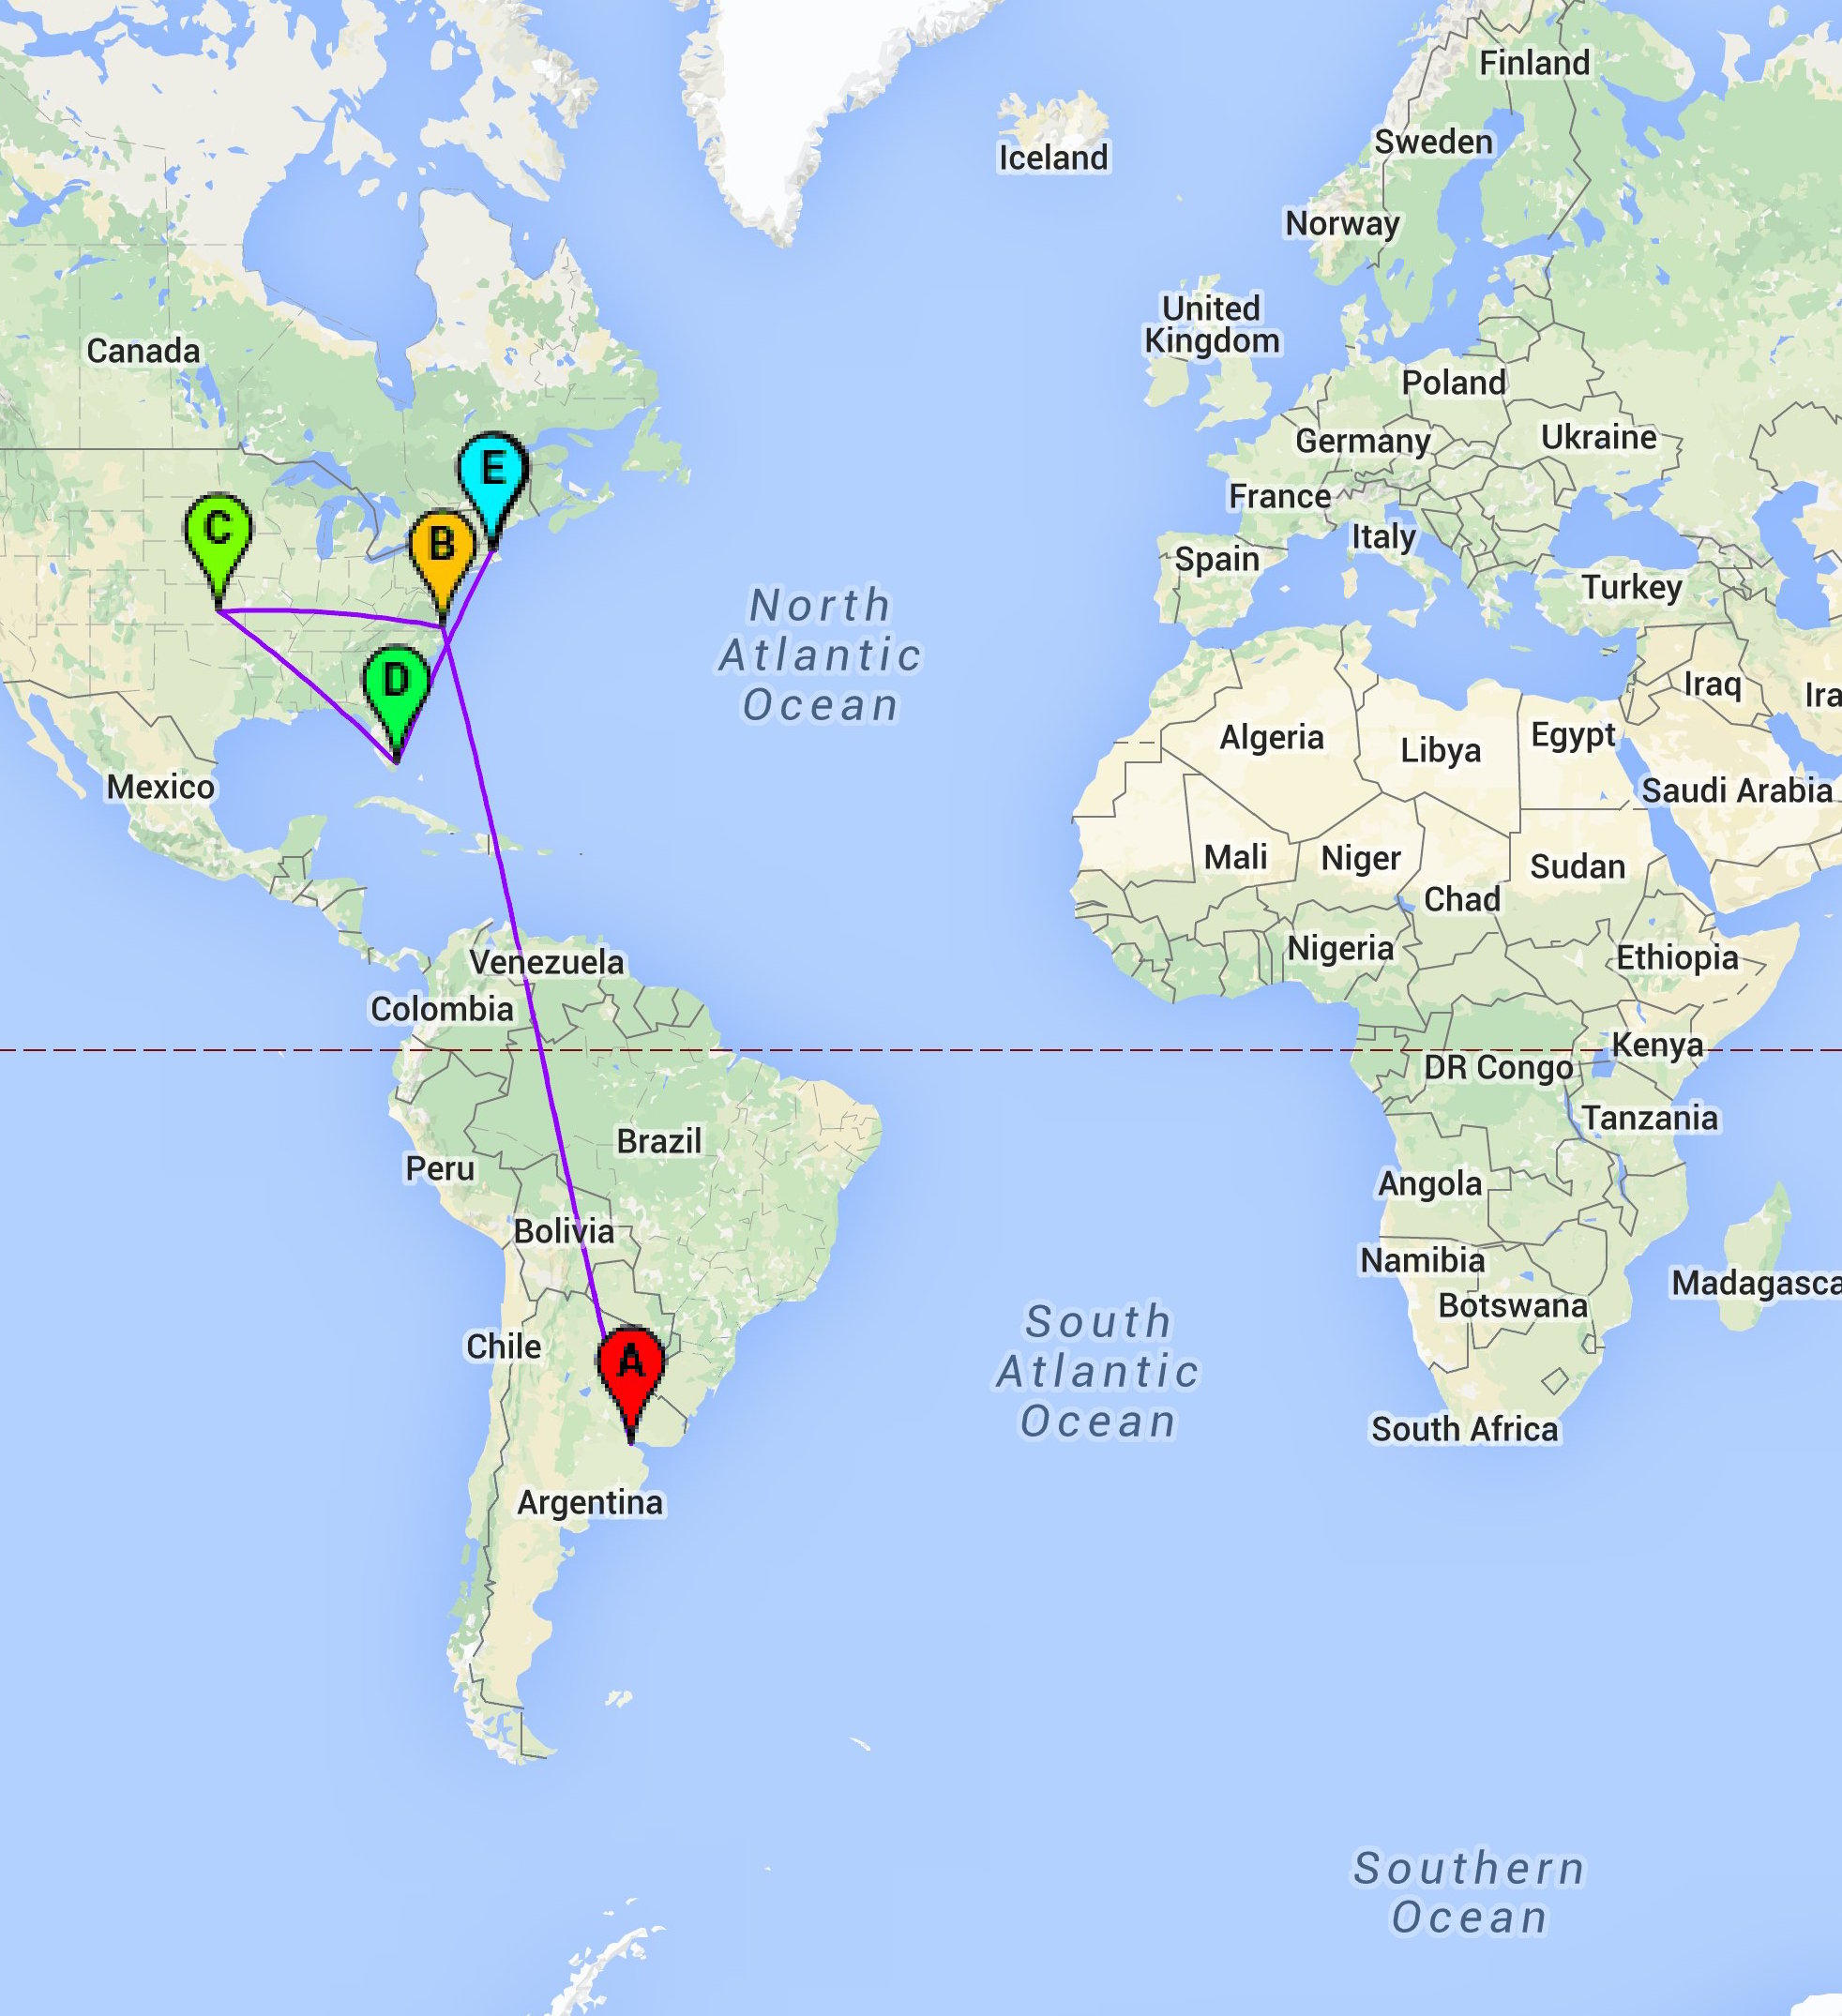 Finland
Sweden
Iceland
Norway
United
Kingdom
Canada
Poland
Germany
Ukraine
E
France
C
B
Italy
Spain
Turkey
North
Atlantic
Ocean
D
Iraq
Ira
Algeria
Libya
Egypt
Mexico
Saudi Arabia
Mali
Niger
Sudan
Chad
Nigeria
Ethiopia
Venezuela
Colombia
Kenya
DR Congo
Tanzania
Brazil
Peru
Angola
Bolivia
Namibia
Madagasca
Botswana
South
Atlantic
Ocean
Chile
A
South Africa
Argentina
Southern
Ocean